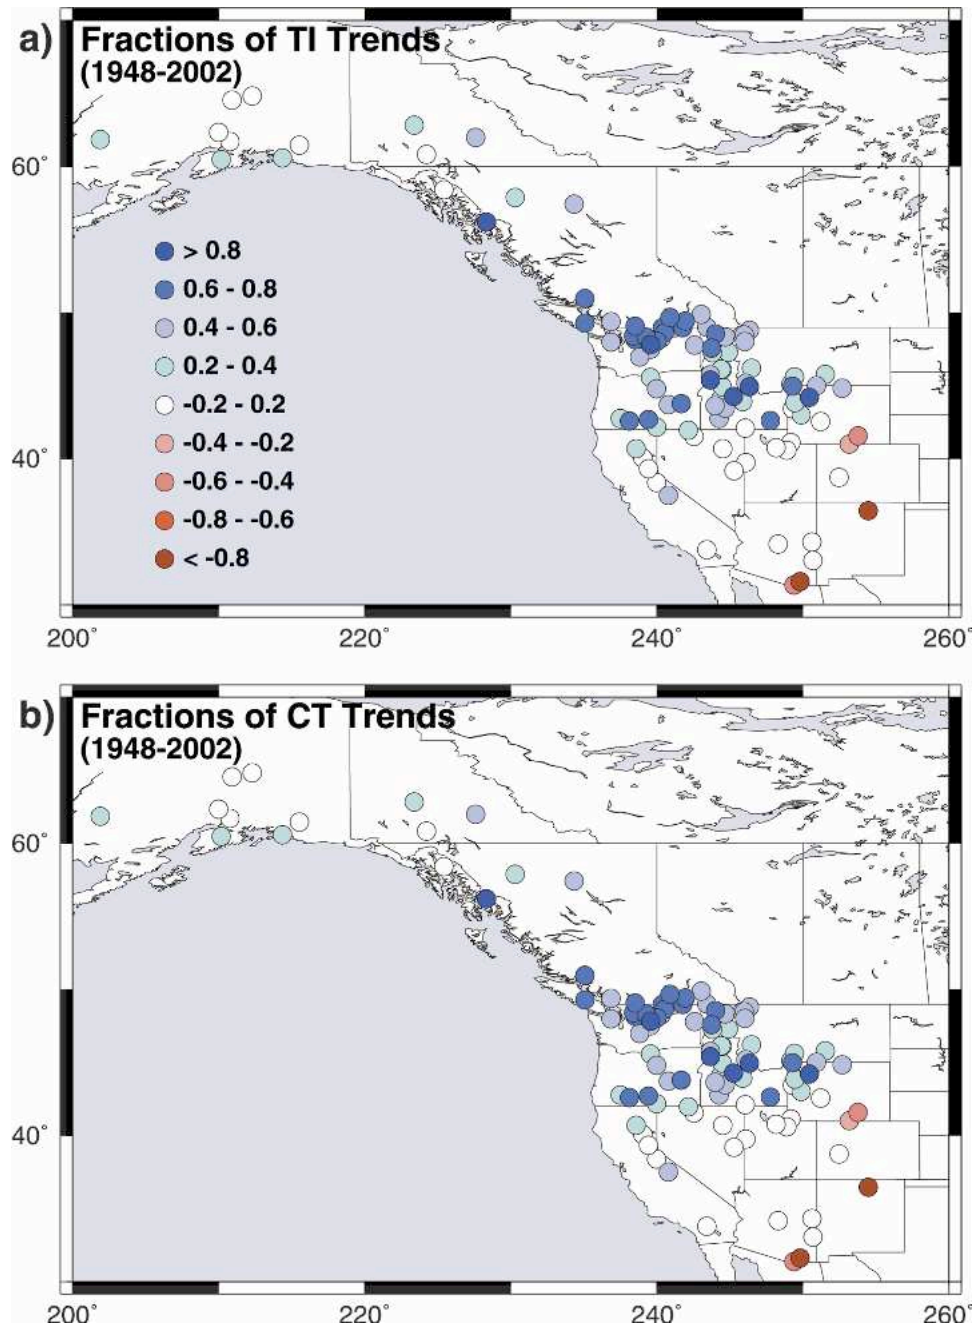 a) Fractions of TI Trends
(1948-2002)
60°
> 0.8
0.6 - 0.8
0.4 - 0.6
0.2 - 0.4
-0.2 - 0.2
40°
-0.4 - -0.2
-0.6 - -0.4
-0.8 - -0.6
< -0.8
200° 220° 240° 260°
b) Fractions of CT Trends
(1948-2002)
60°
40°
200° 220° 240° 260°